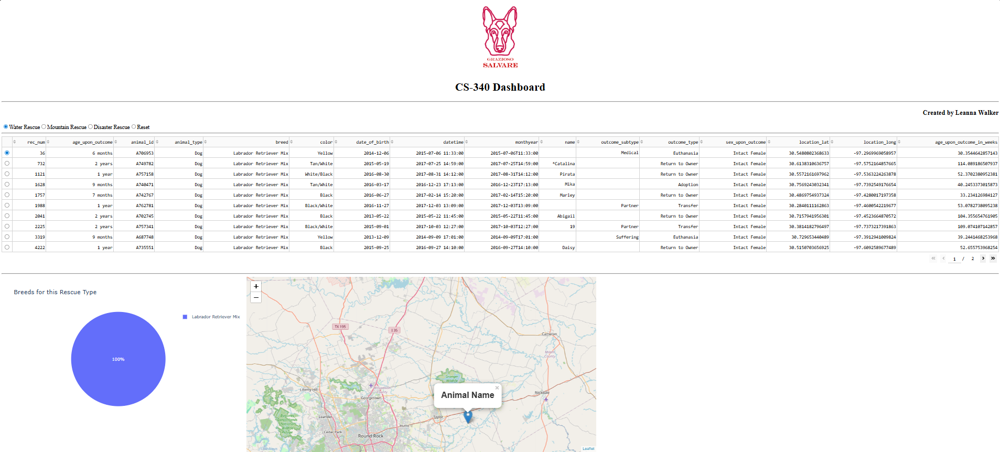 GRAZIOSO
SALVARE
CS-340 Dashboard
Created by Leanna Walker
Water Rescue Mountain Rescue Disaster Rescue Reset
rec_num age_upon_outcome animal_id animal_type breed color date_of_birth datetime monthyear name outcome_subtype outcome_type sex_upon_outcome location_lat location_long age_upon_outcome_in_weeks
36 6 months A706953 Dog Labrador Retriever Mix Yellow 2014-12-06 2015-07-06 11:33:00 2015-07-06T11:33:00 Medical Euthanasia Intact Female 30.5480802368633 -97.2969969058957 30.3544642857143
732 2 years A749782 Dog Labrador Retriever Mix Tan/White 2015-05-19 2017-07-25 14:59:00 2017-07-25T14:59:00 *Catalina Return to Owner Intact Female 30.6138310636757 -97.5752164857665 114.089186507937
1121 1 year A757158 Dog Labrador Retriever Mix White/Black 2016-08-30 2017-08-31 14:12:00 2017-08-31T14:12:00 Pirata Return to Owner Intact Female 30.5572161697962 -97.5363224263878 52.3702380952381
1628 9 months A740471 Dog Labrador Retriever Mix Tan/White 2016-03-17 2016-12-23 17:13:00 2016-12-23T17:13:00 Mika Adoption Intact Female 30.7569243032341 -97.7392549176654 40.2453373015873
1757 7 months A742767 Dog Labrador Retriever Mix Black 2016-06-27 2017-02-14 15:20:00 2017-02-14T15:20:00 Marley Return to Owner Intact Female 30.4869754937324 -97.4280017197358 33.234126984127
1988 1 year A762781 Dog Labrador Retriever Mix Black/White 2016-11-27 2017-12-03 13:09:00 2017-12-03T13:09:00 Partner Transfer Intact Female 30.2840111162863 -97.4600542219677 53.0782738095238
2041 2 years A702745 Dog Labrador Retriever Mix Black 2013-05-22 2015-05-22 11:45:00 2015-05-22T11:45:00 Abigail Return to Owner Intact Female 30.7157941956301 -97.4523664870572 104.355654761905
2225 2 years A757341 Dog Labrador Retriever Mix Black/White 2015-09-01 2017-10-03 12:27:00 2017-10-03T12:27:00 19 Partner Transfer Intact Female 30.3814182796497 -97.7373217391863 109.074107142857
3319 9 months A687748 Dog Labrador Retriever Mix Yellow 2013-12-09 2014-09-09 17:01:00 2014-09-09T17:01:00 Suffering Euthanasia Intact Female 30.729653440489 -97.3912941009824 39.2441468253968
4222 1 year A735551 Dog Labrador Retriever Mix Black 2015-09-25 2016-09-27 14:10:00 2016-09-27T14:10:00 Daisy Return to Owner Intact Female 30.5150703656925 -97.6092589677489 52.655753968254
« ‹ 1 / 2 › »
Breeds for this Rescue Type
Labrador Retriever Mix
100%
+
−
TX 195
I 35
Cameron
Milam
County
Granger
Wildlife
Liberty Hill
Williamson
County
Georgetown
Rockdale
Animal Name
×
Taylor
Leander
Balcones
Canyonlands
National
Wildlife
Refuge
Hutto
Cedar Park
Round Rock
Lake Travis
Leaflet